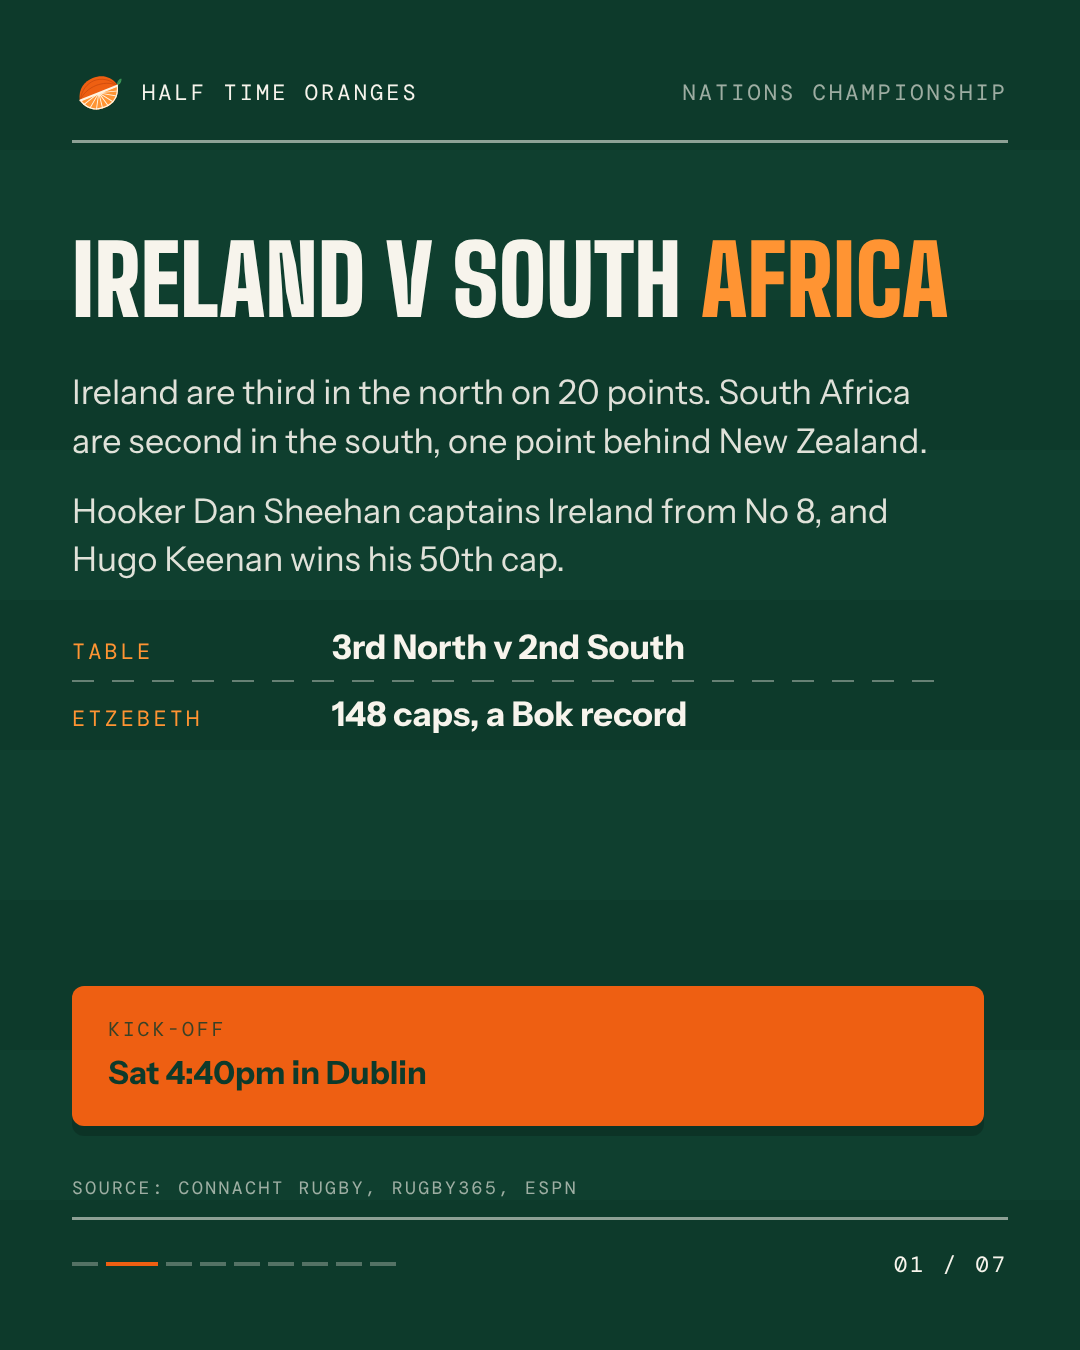 HALF TIME ORANGES
NATIONS CHAMPIONSHIP
IRELAND V SOUTH AFRICA
Ireland are third in the north on 20 points. South Africa
are second in the south, one point behind New Zealand.
Hooker Dan Sheehan captains Ireland from No 8, and
Hugo Keenan wins his 50th cap.
TABLE
3rd North v 2nd South
ETZEBETH
148 caps, a Bok record
KICK-OFF
Sat 4:40pm in Dublin
SOURCE: CONNACHT RUGBY, RUGBY365, ESPN
01 / 07